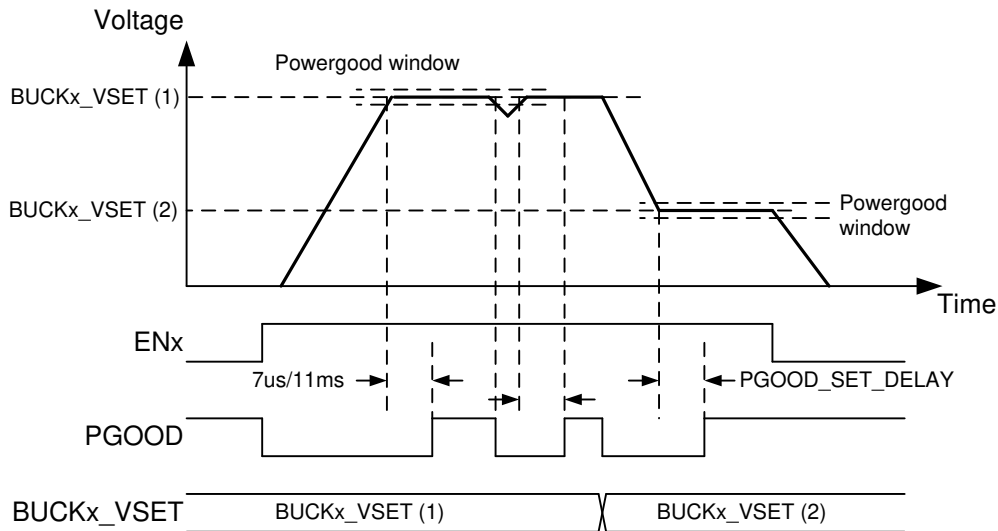 Voltage
Powergood window
BUCKx_VSET (1)
BUCKx_VSET (2)
Powergood
window
Time
ENx
7us/11ms
PGOOD_SET_DELAY
PGOOD
BUCKx_VSET
BUCKx_VSET (1)
BUCKx_VSET (2)